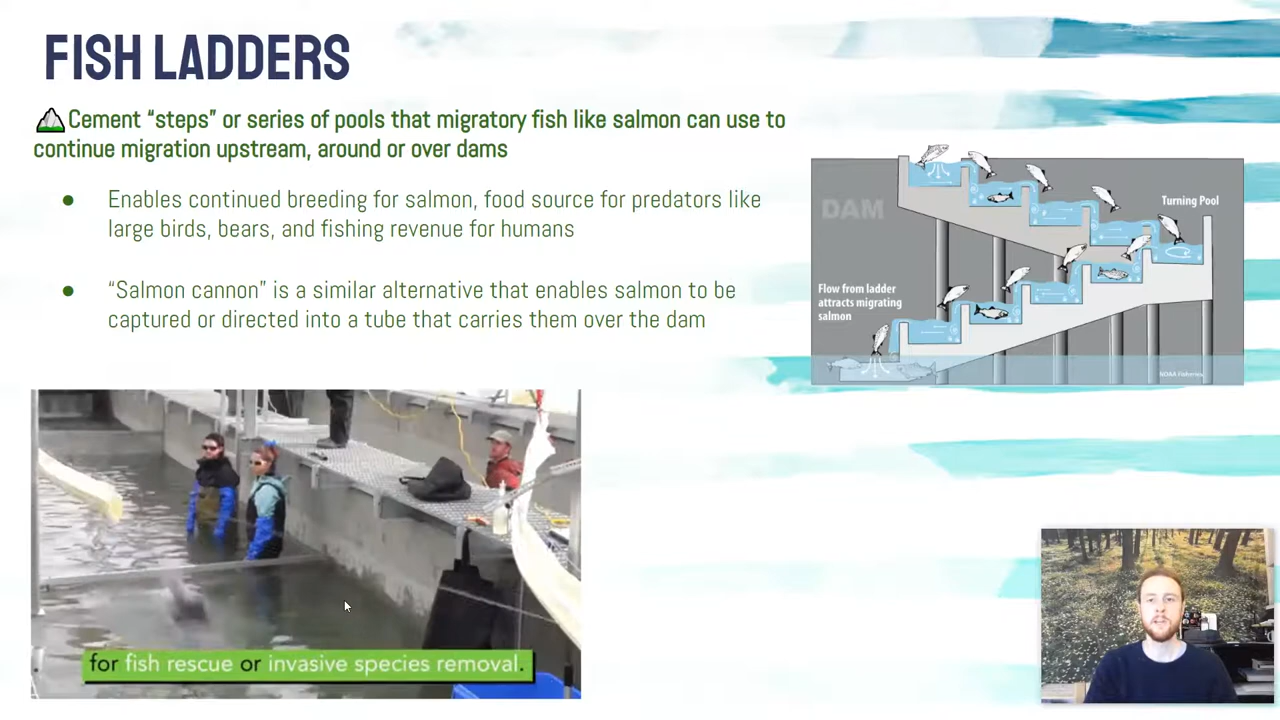 FISH LADDERS
Cement “steps” or series of pools that migratory fish like salmon can use to
continue migration upstream, around or over dams
● Enables continued breeding for salmon, food source for predators like
large birds, bears, and fishing revenue for humans
● “Salmon cannon” is a similar alternative that enables salmon to be
captured or directed into a tube that carries them over the dam
DAM
Turning Pool
Flow from ladder
attracts migrating
salmon
NOAA Fisheries
for fish rescue or invasive species removal.